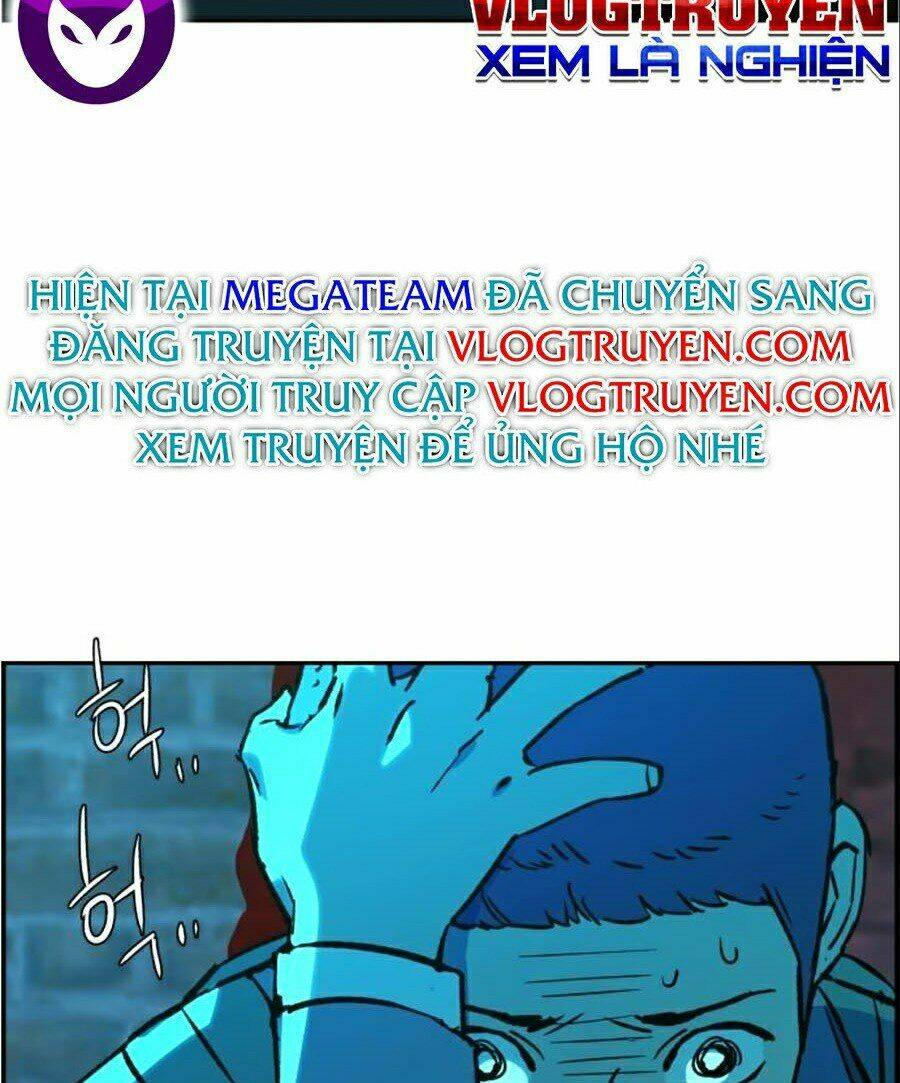 VLOGTRUYEN
XEM LÀ NGHIỆN
HIỆN TẠI MEGATEAM ĐÃ CHUYỂN SANG
ĐĂNG TRUYỆN TẠI VLOGTRUYEN.COM
MỌI NGƯỜI TRUY CẬP VLOGTRUYEN.COM
XEM TRUYỆN ĐỂ ỦNG HỘ NHÉ
헉..
헉..